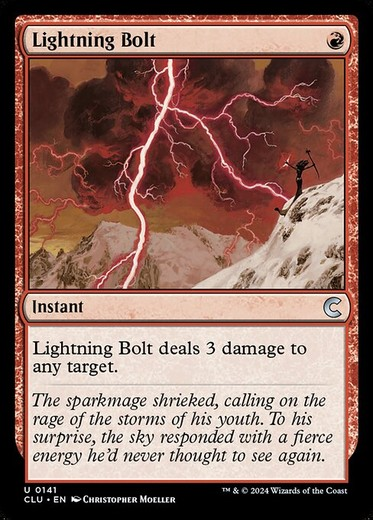 Lightning Bolt
Instant
Lightning Bolt deals 3 damage to
any target.
The sparkmage shrieked, calling on the
rage of the storms of his youth. To his
surprise, the sky responded with a fierce
energy he'd never thought to see again.
U 0141
CLU • EN Christopher Moeller
™ & © 2024 Wizards of the Coast